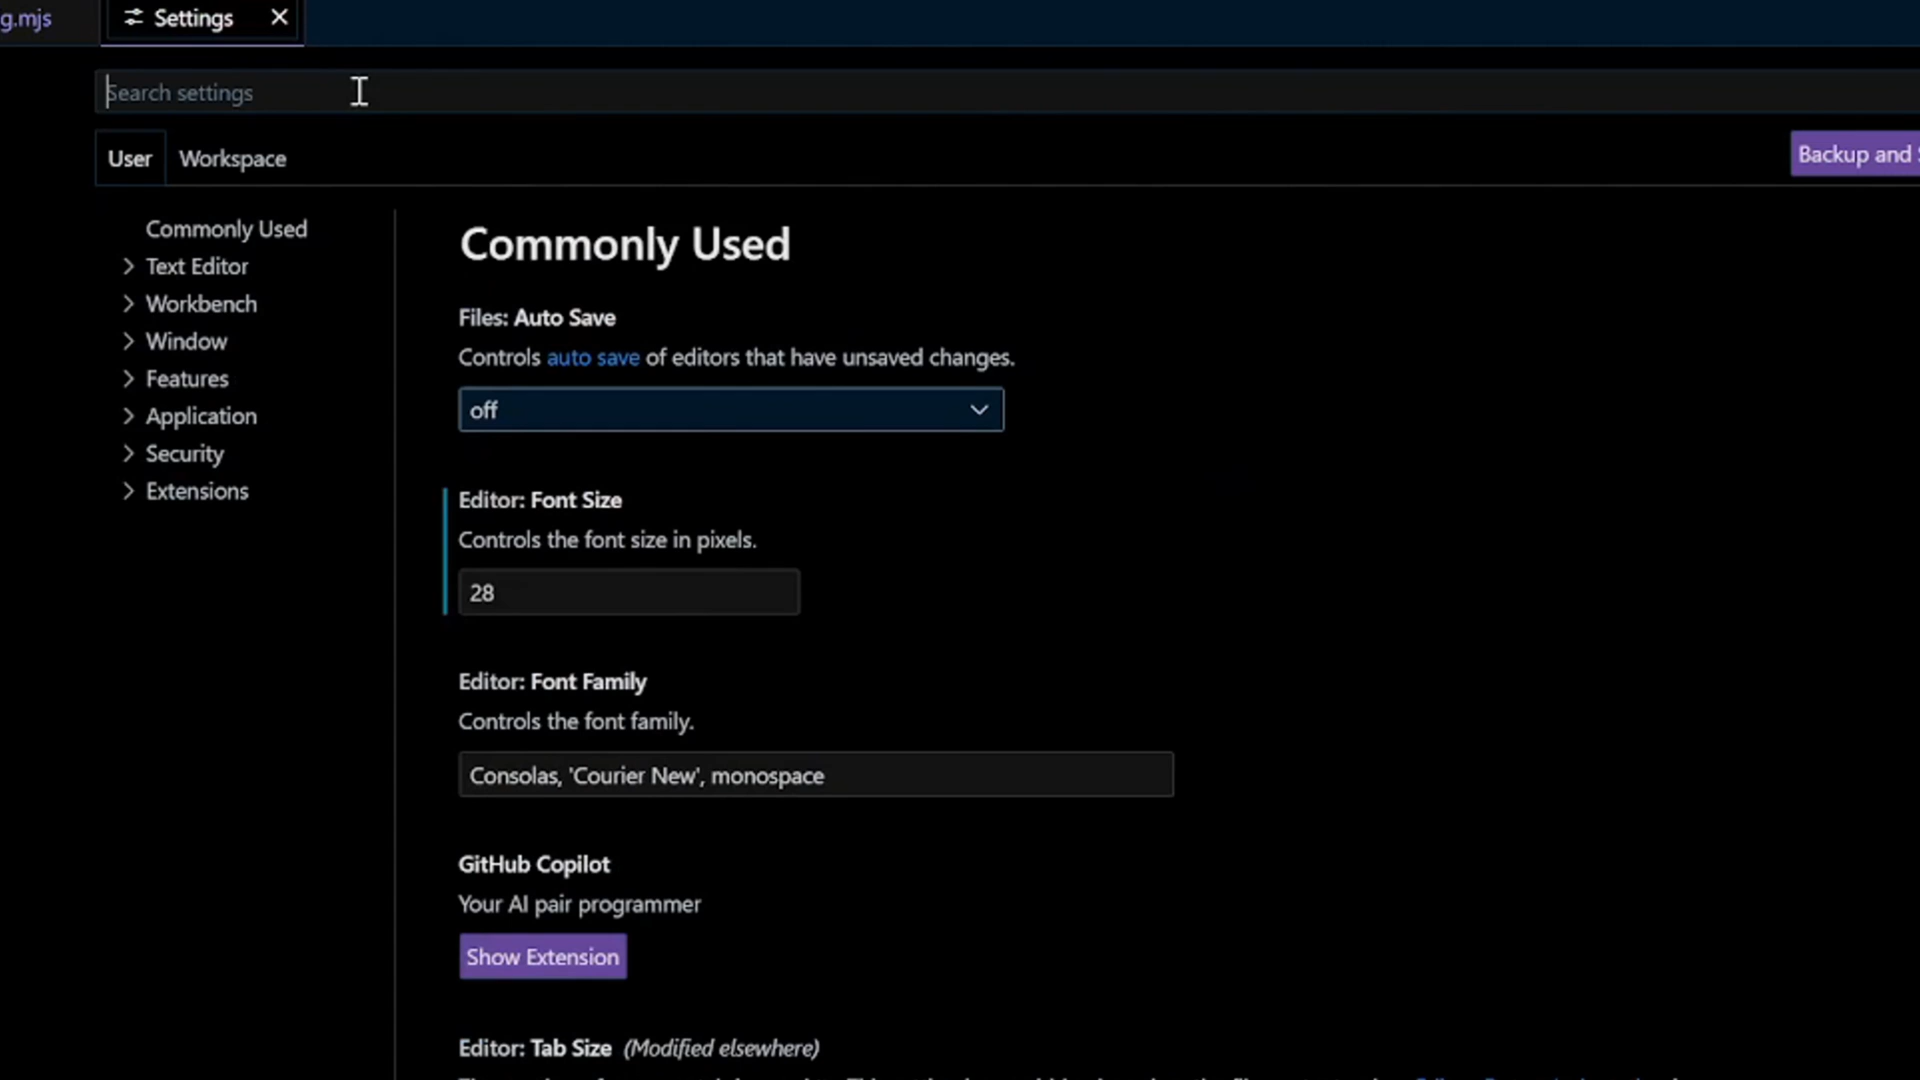 g.mjs
Settings
Search settings
User Workspace
Backup and
Commonly Used
Text Editor
Workbench
Window
Features
Application
Security
Extensions
Commonly Used
Files: Auto Save
Controls auto save of editors that have unsaved changes.
off
Editor: Font Size
Controls the font size in pixels.
28
Editor: Font Family
Controls the font family.
Consolas, 'Courier New', monospace
GitHub Copilot
Your AI pair programmer
Show Extension
Editor: Tab Size (Modified elsewhere)